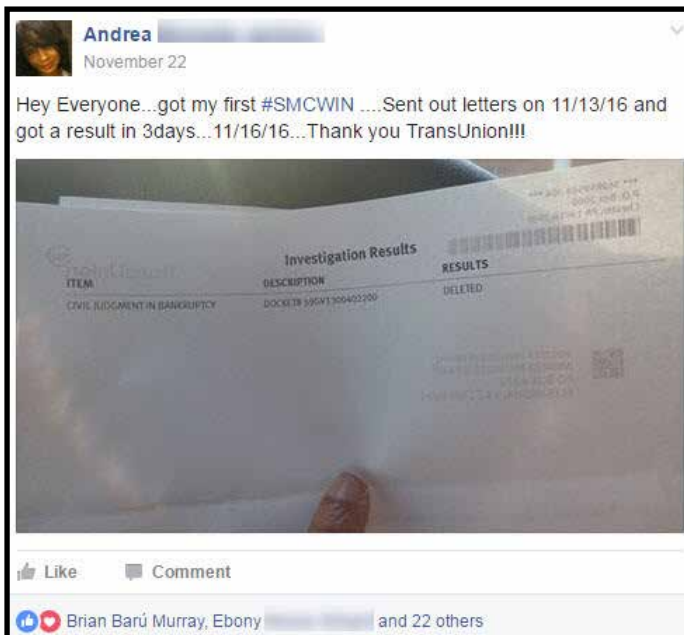 Andrea
November 22
Hey Everyone...got my first #SMCWIN ....Sent out letters on 11/13/16 and
got a result in 3days...11/16/16...Thank you TransUnion!!!
Investigation Results
ITEM
DESCRIPTION
RESULTS
CIVIL JUDGMENT IN BANKRUPTCY
DELETED
Like
Comment
Brian Barú Murray, Ebony
and 22 others